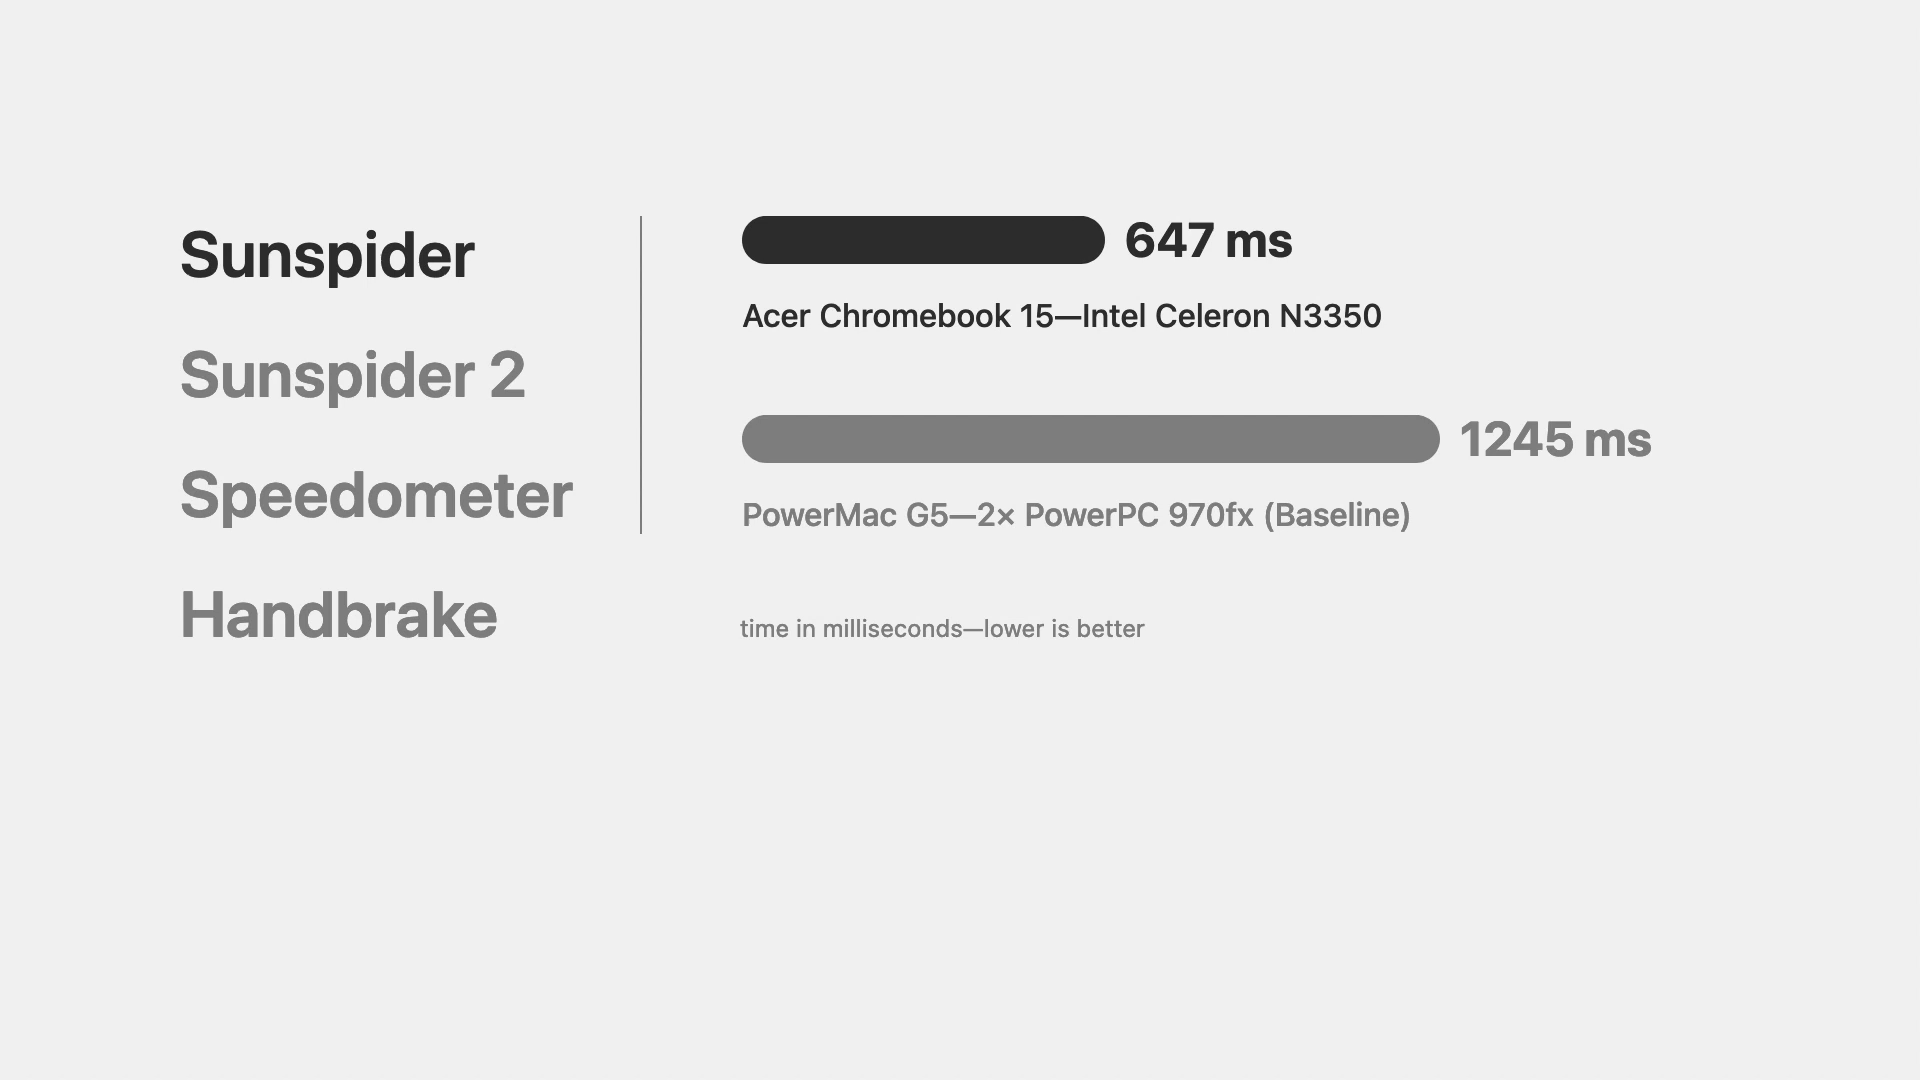 Sunspider
Sunspider 2
Speedometer
Handbrake
647 ms
Acer Chromebook 15—Intel Celeron N3350
1245 ms
PowerMac G5—2× PowerPC 970fx (Baseline)
time in milliseconds—lower is better